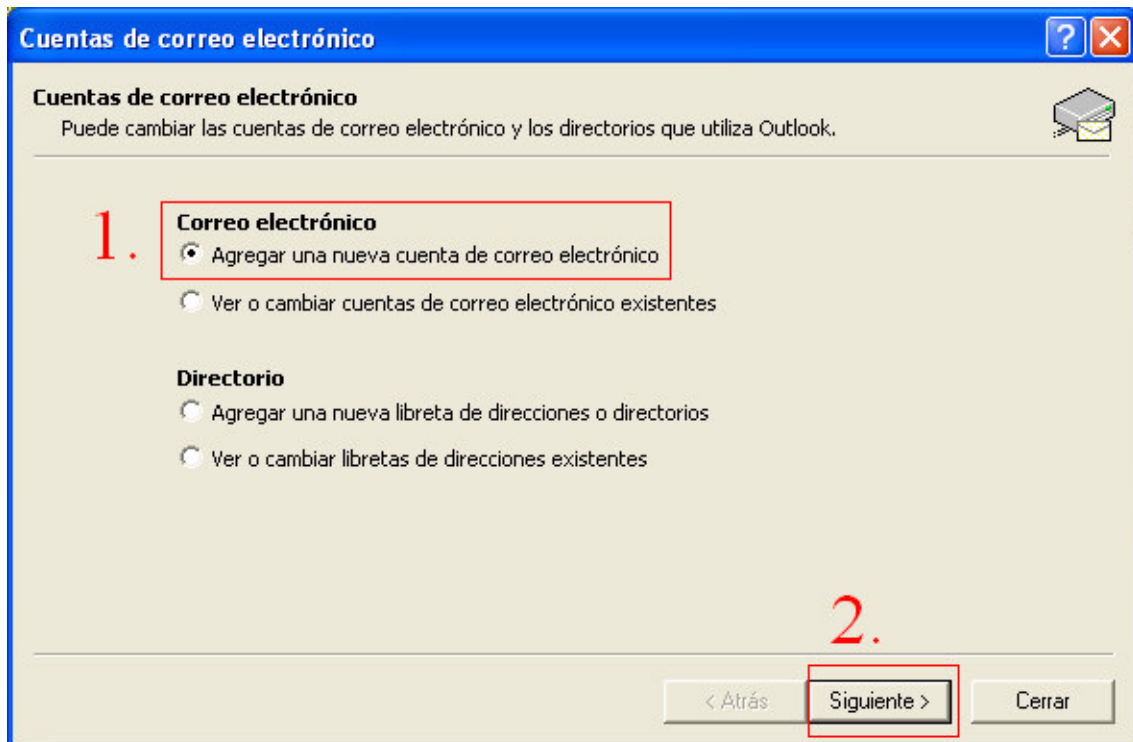 Cuentas de correo electrónico
Cuentas de correo electrónico
Puede cambiar las cuentas de correo electrónico y los directorios que utiliza Outlook.
1.
Correo electrónico
Agregar una nueva cuenta de correo electrónico
Ver o cambiar cuentas de correo electrónico existentes
Directorio
Agregar una nueva libreta de direcciones o directorios
Ver o cambiar libretas de direcciones existentes
2.
< Atrás Siguiente > Cerrar